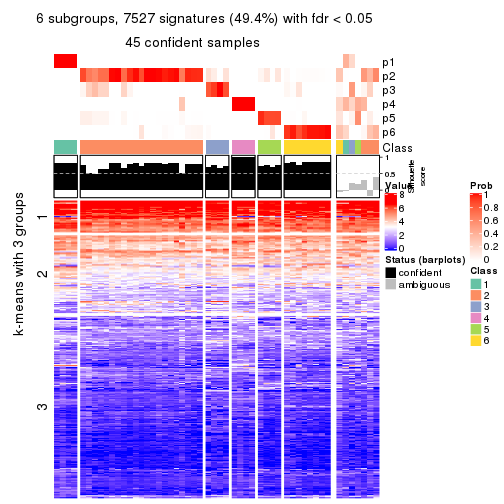 6 subgroups, 7527 signatures (49.4%) with fdr < 0.05
45 confident samples
p1
p2
p3
p4
p5
p6
Class
1
0.5
0
Silhouette
score
k-means with 3 groups
1
2
3
Value
8
6
4
2
0
Status (barplots)
confident
ambiguous
Prob
1
0.8
0.6
0.4
0.2
0
Class
1
2
3
4
5
6